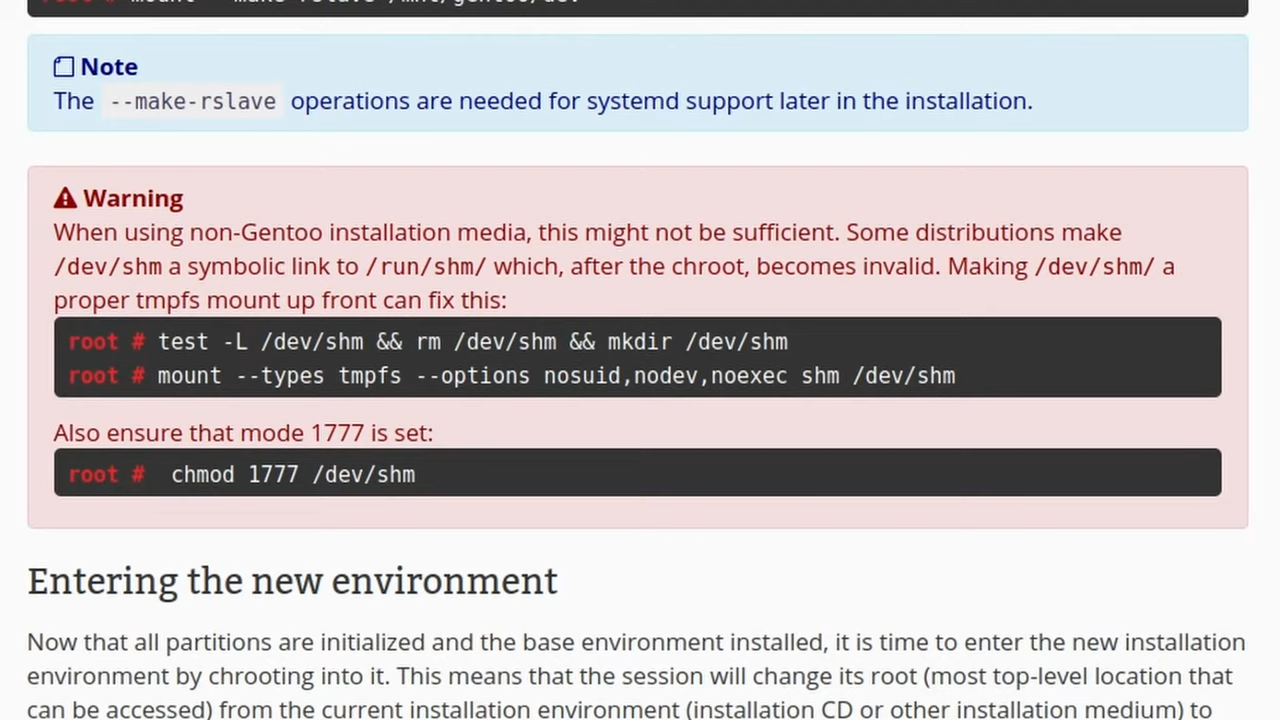 Note
The --make-rslave operations are needed for systemd support later in the installation.
Warning
When using non-Gentoo installation media, this might not be sufficient. Some distributions make
/dev/shm a symbolic link to /run/shm/ which, after the chroot, becomes invalid. Making /dev/shm/ a
proper tmpfs mount up front can fix this:
root # test -L /dev/shm && rm /dev/shm && mkdir /dev/shm
root # mount --types tmpfs --options nosuid,nodev,noexec shm /dev/shm
Also ensure that mode 1777 is set:
root # chmod 1777 /dev/shm
Entering the new environment
Now that all partitions are initialized and the base environment installed, it is time to enter the new installation
environment by chrooting into it. This means that the session will change its root (most top-level location that
can be accessed) from the current installation environment (installation CD or other installation medium) to